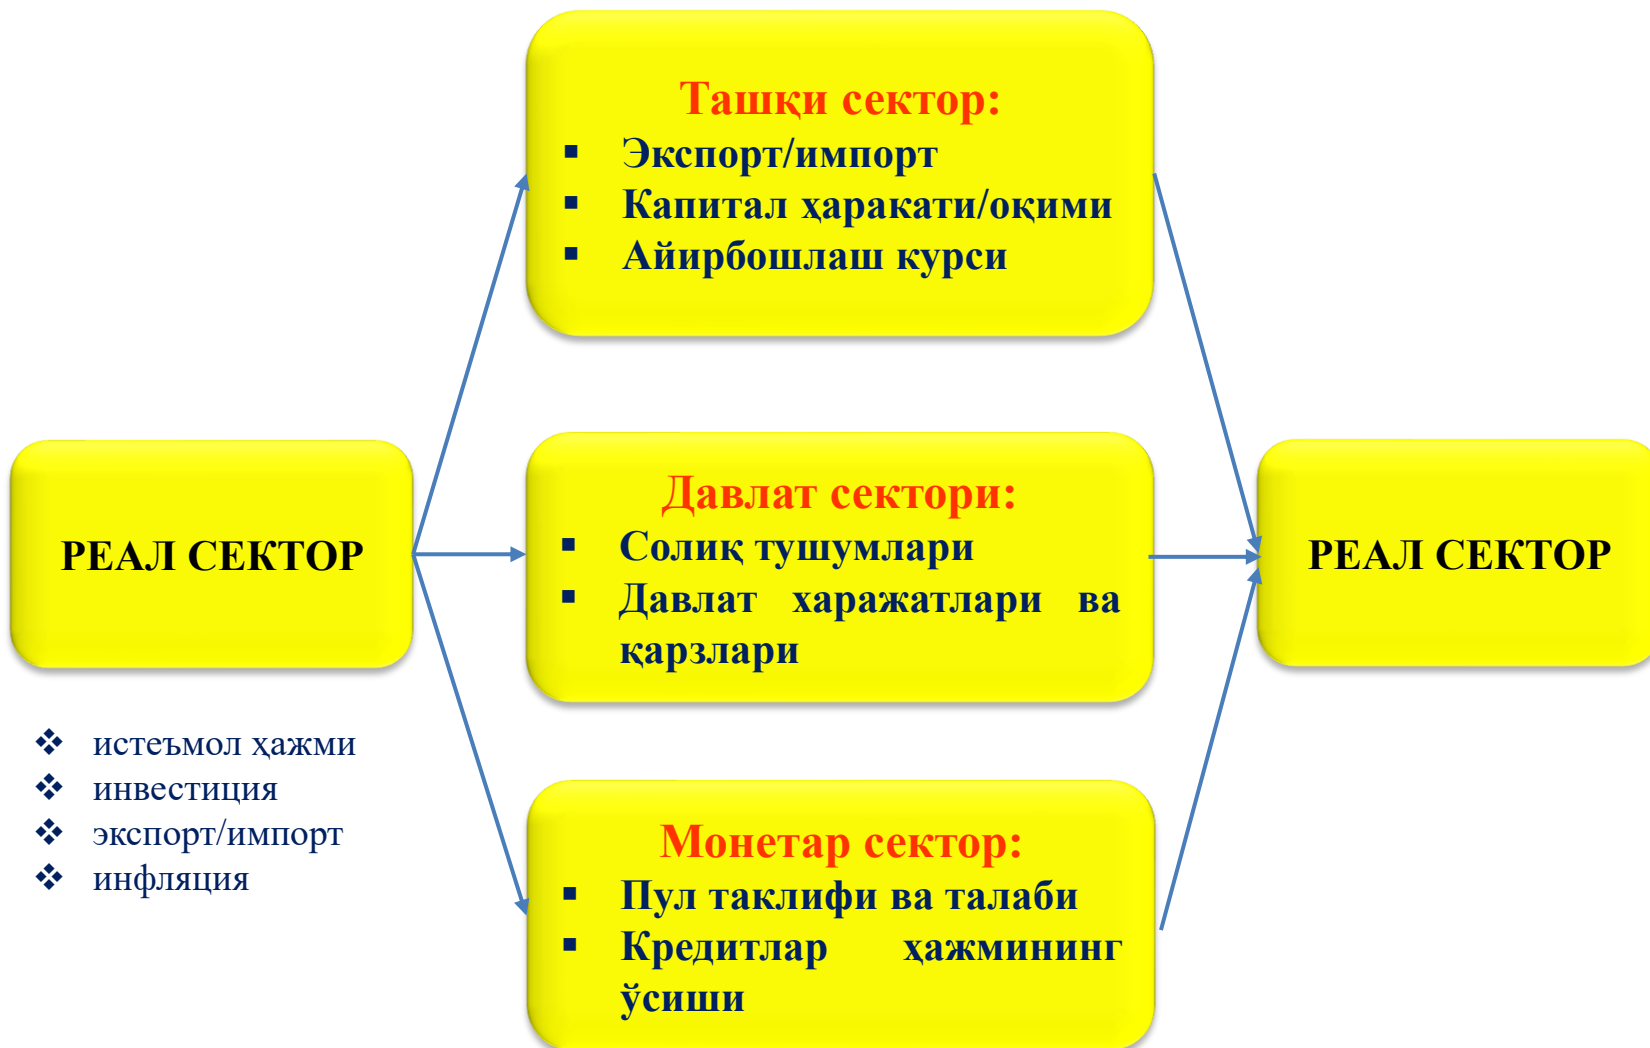 Ташқи сектор:
▪ Экспорт/импорт
▪ Капитал ҳаракати/оқими
▪ Айирбошлаш курси
РЕАЛ СЕКТОР
❖ истеъмол ҳажми
❖ инвестиция
❖ экспорт/импорт
❖ инфляция
Давлат сектори:
▪ Солиқ тушумлари
▪ Давлат харажатлари ва
қарзлари
Монетар сектор:
▪ Пул таклифи ва талаби
▪ Кредитлар ҳажмининг
ўсиши
РЕАЛ СЕКТОР